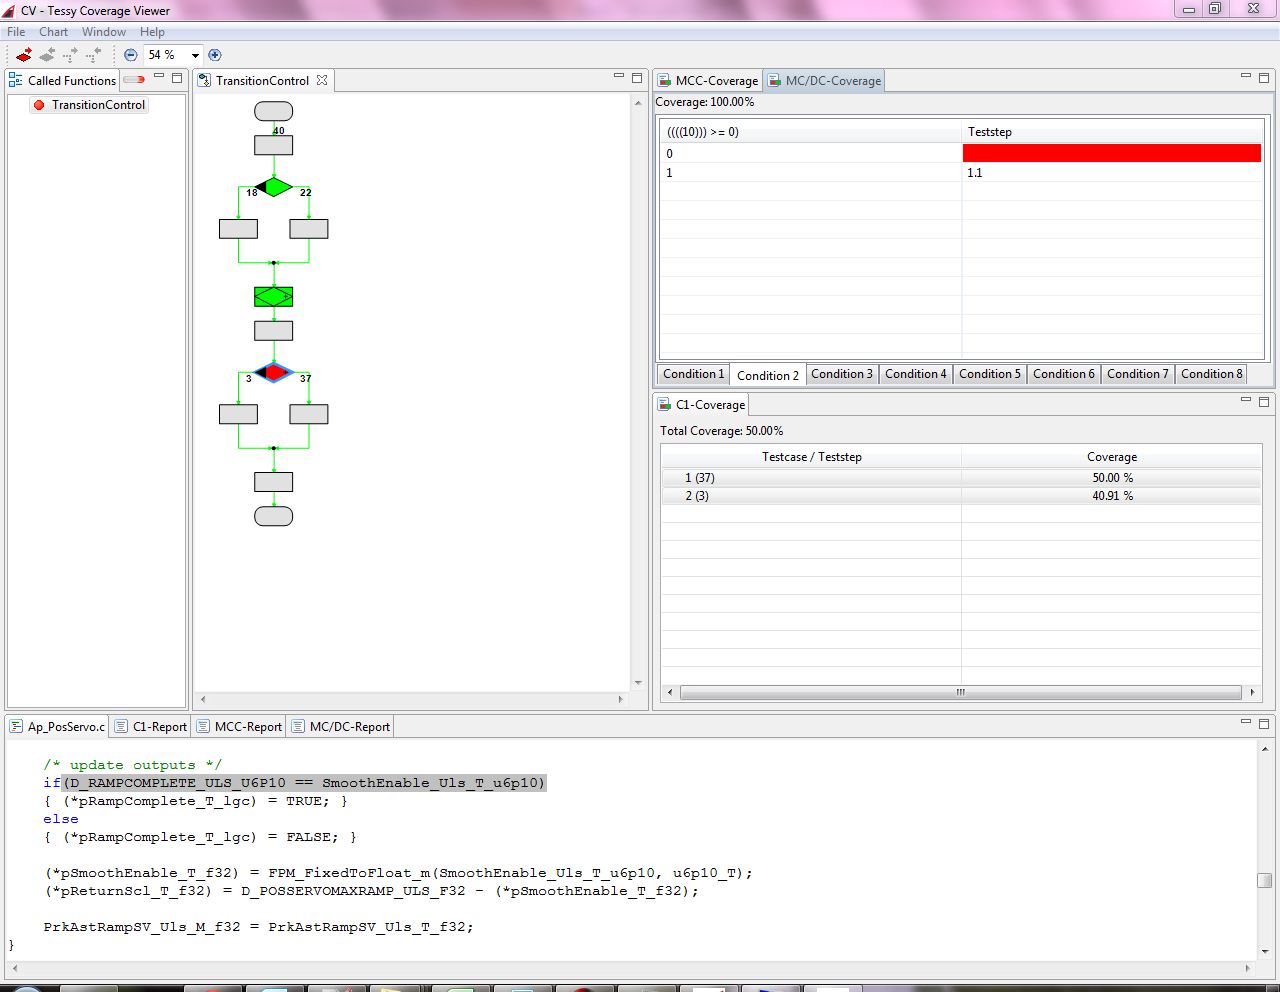 CV - Tessy Coverage Viewer
File Chart Window Help
54 %
Called Functions
TransitionControl
TransitionControl
40
18
22
3
37
MCC-Coverage
MC/DC-Coverage
Coverage: 100.00%
((((10))) >= 0)
Teststep
0
1
1.1
Condition 1 Condition 2 Condition 3 Condition 4 Condition 5 Condition 6 Condition 7 Condition 8
C1-Coverage
Total Coverage: 50.00%
Testcase / Teststep
Coverage
1 (37)
50.00 %
2 (3)
40.91 %
Ap_PosServo.c
C1-Report
MCC-Report
MC/DC-Report
/* update outputs */
if(D_RAMPCOMPLETE_ULS_U6P10 == SmoothEnable_Uls_T_u6p10)
{ (*pRampComplete_T_lgc) = TRUE; }
else
{ (*pRampComplete_T_lgc) = FALSE; }
(*pSmoothEnable_T_f32) = FPM_FixedToFloat_m(SmoothEnable_Uls_T_u6p10, u6p10_T);
(*pReturnScl_T_f32) = D_POSSERVOMAXRAMP_ULS_F32 - (*pSmoothEnable_T_f32);
PrkAstRampSV_Uls_M_f32 = PrkAstRampSV_Uls_T_f32;
}